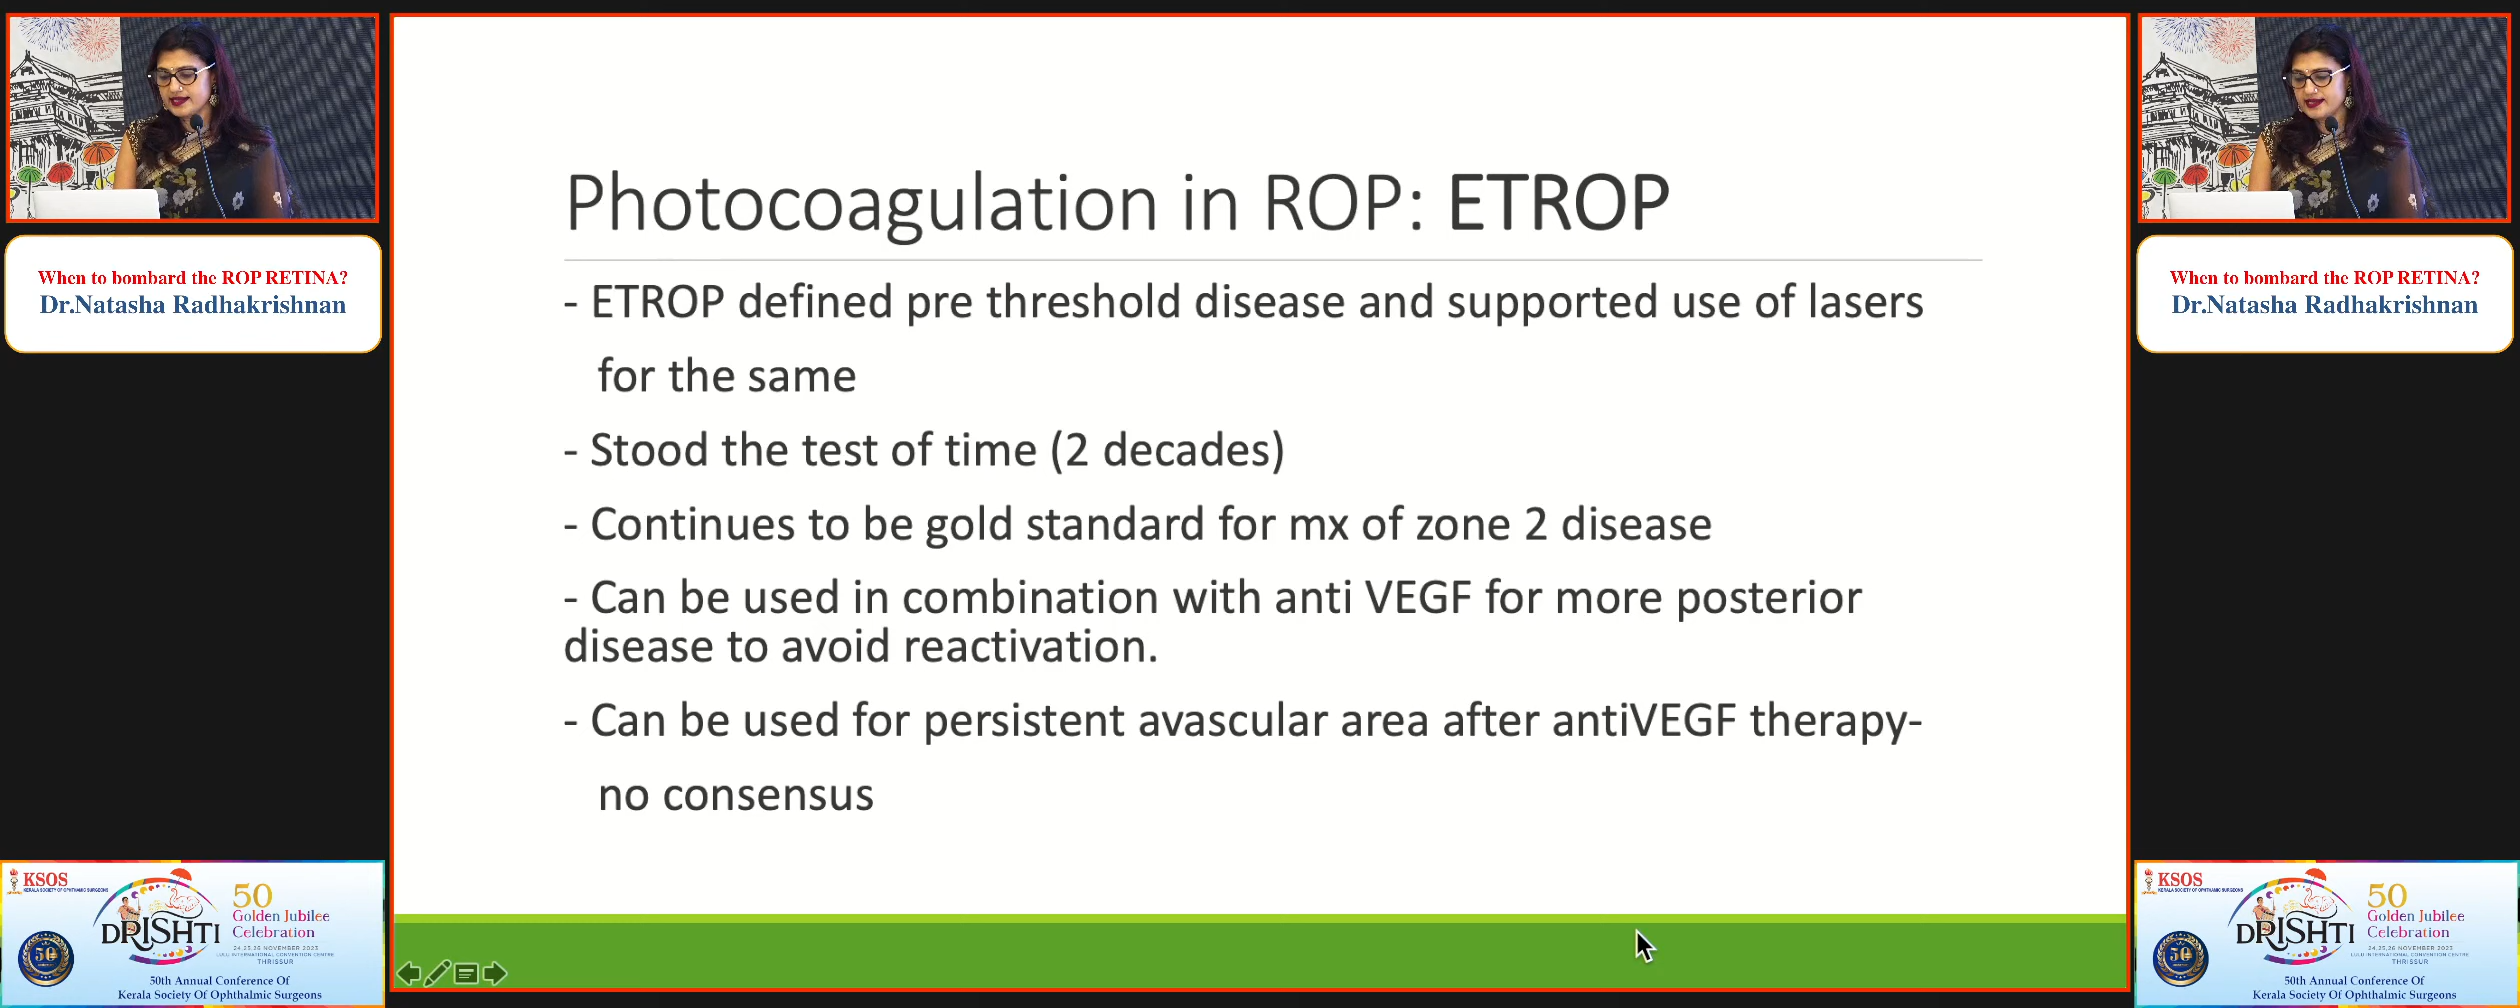 When to bombard the ROP RETINA?
Dr.Natasha Radhakrishnan
Photocoagulation in ROP: ETROP
- ETROP defined pre threshold disease and supported use of lasers
for the same
- Stood the test of time (2 decades)
- Continues to be gold standard for mx of zone 2 disease
- Can be used in combination with anti VEGF for more posterior
disease to avoid reactivation.
- Can be used for persistent avascular area after antiVEGF therapy-
no consensus
When to bombard the ROP RETINA?
Dr.Natasha Radhakrishnan
KSOS
KERALA SOCIETY OF OPHTHALMIC SURGEONS
DRISHTI
50
Golden Jubilee
Celebration
24,25,26 NOVEMBER 2023
LULU INTERNATIONAL CONVENTION CENTRE
THRISSUR
50
50th Annual Conference Of
Kerala Society Of Ophthalmic Surgeons
KSOS
KERALA SOCIETY OF OPHTHALMIC SURGEONS
DRISHTI
50
Golden Jubilee
Celebration
24,25,26 NOVEMBER 2023
LULU INTERNATIONAL CONVENTION CENTRE
THRISSUR
50
50th Annual Conference Of
Kerala Society Of Ophthalmic Surgeons